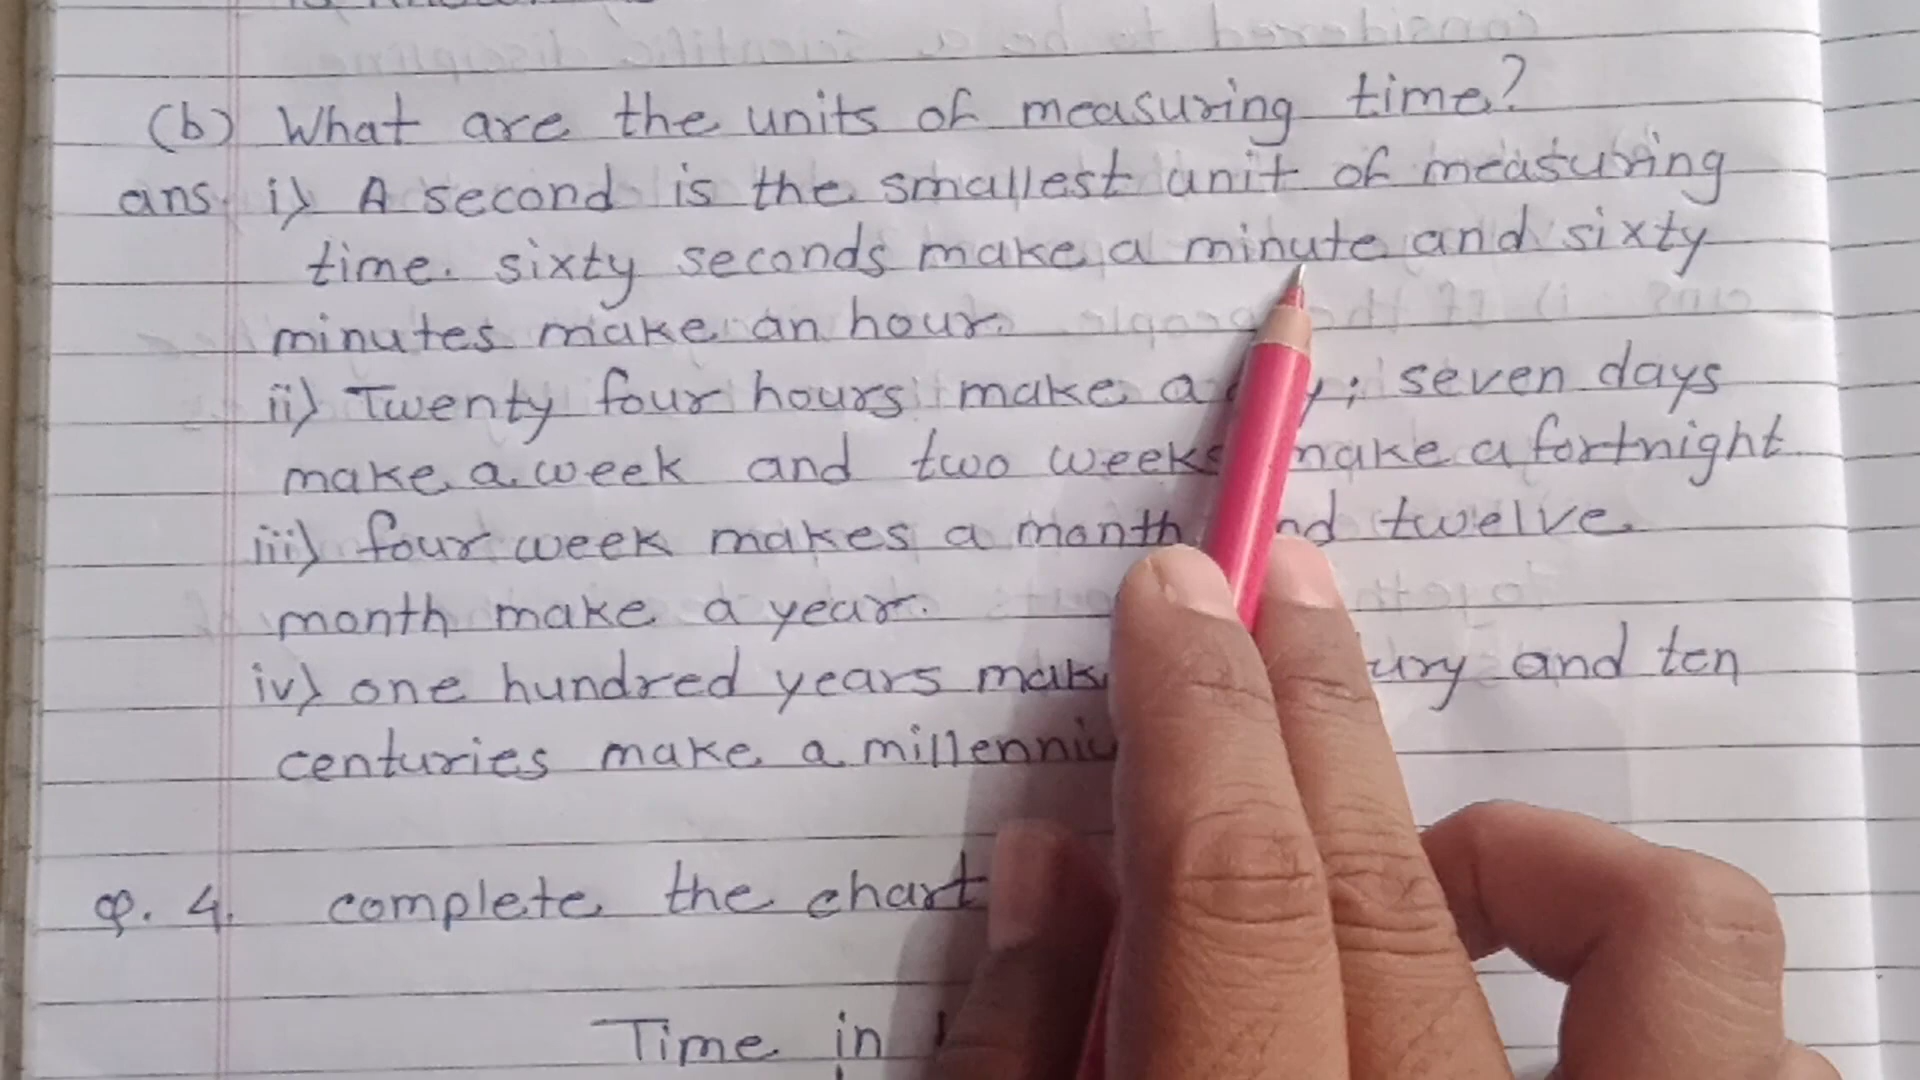 (b) What are the units of measuring time?
ans. i) A second is the smallest unit of measuring
time. sixty seconds make a minute and sixty
minutes make an hour.
ii) Twenty four hours make a ; seven days
make a week and two weeks make a fortnight
iii) four week makes a month and twelve
month make a year.
iv) one hundred years and ten
centuries make a
Q. 4. complete the chart
Time in